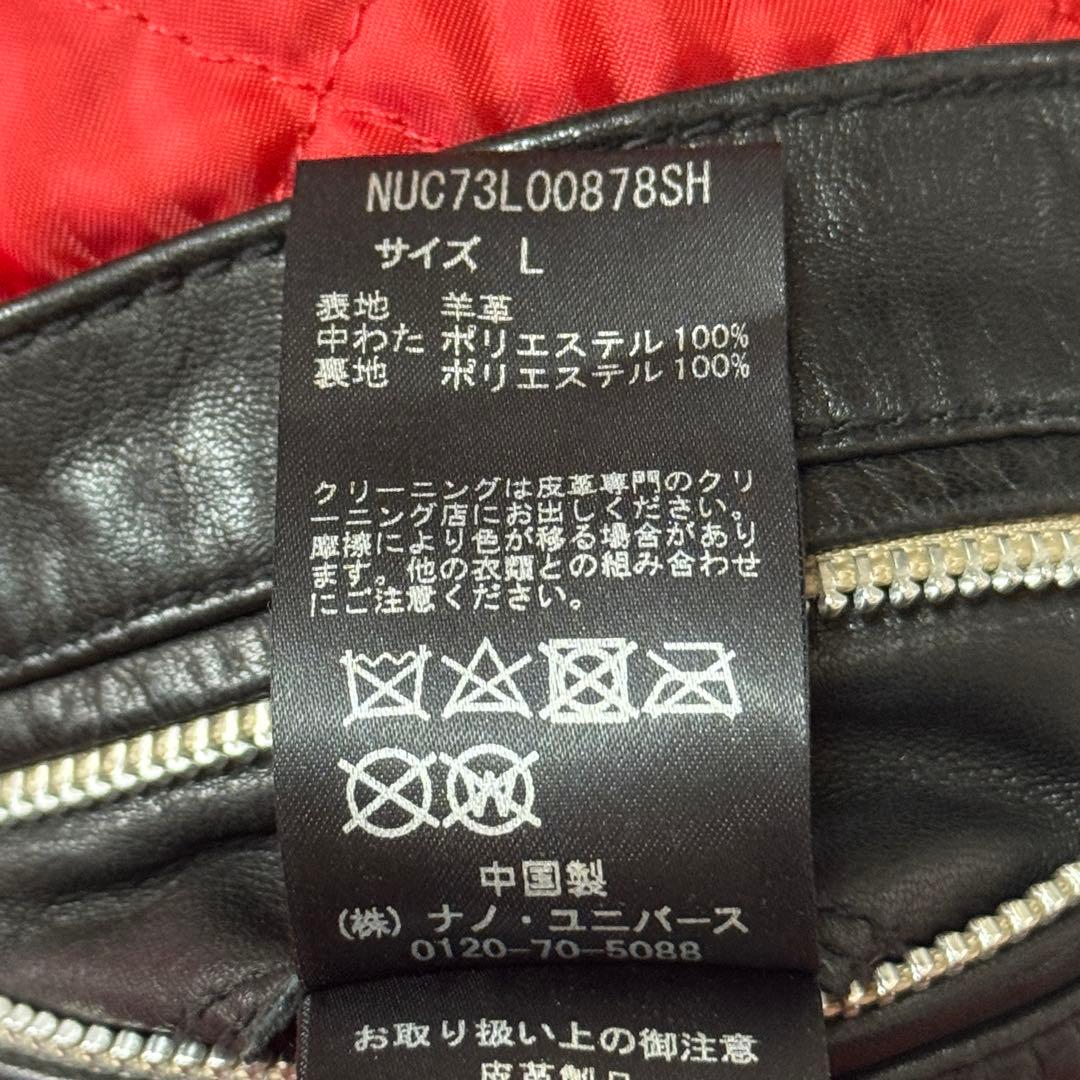 NUC73L00878SH
サイズ L
表地 羊革
中わた ポリエステル 100%
裏地 ポリエステル 100%
クリーニングは皮革専門のクリ
ーニング店にお出しください。
摩擦により色が移る場合があり
ます。他の衣類との組み合わせ
にご注意ください。
W
中国製
(株) ナノ・ユニバース
0120-70-5088
お取り扱い上の御注意
皮革製品